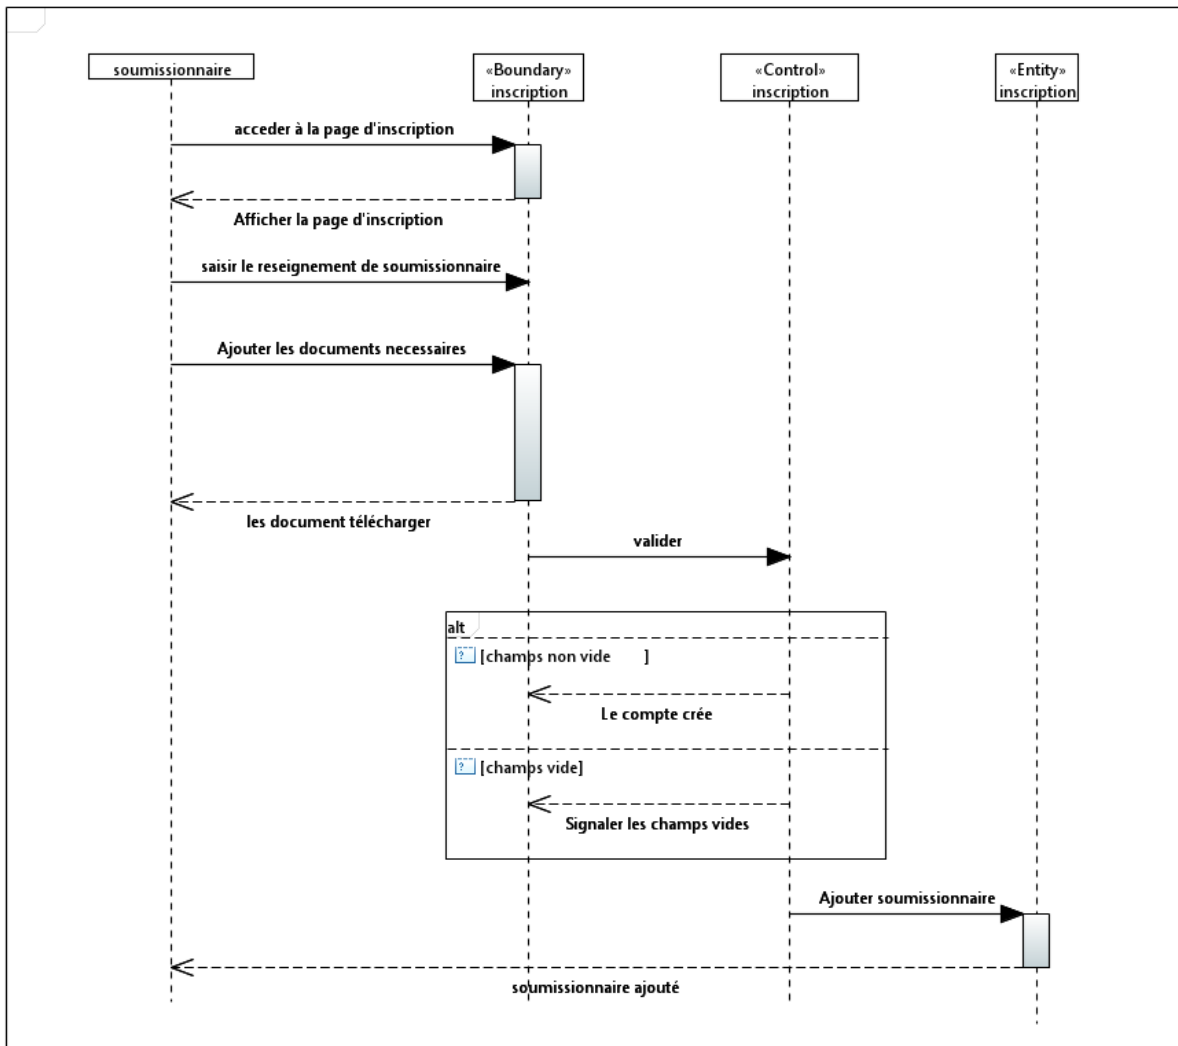 soumissionnaire
«Boundary»
inscription
«Control»
inscription
«Entity»
inscription
acceder à la page d'inscription
Afficher la page d'inscription
saisir le reseignement de soumissionnaire
Ajouter les documents necessaires
les document télécharger
valider
alt
? [champs non vide ]
Le compte crée
? [champs vide]
Signaler les champs vides
Ajouter soumissionnaire
soumissionnaire ajouté